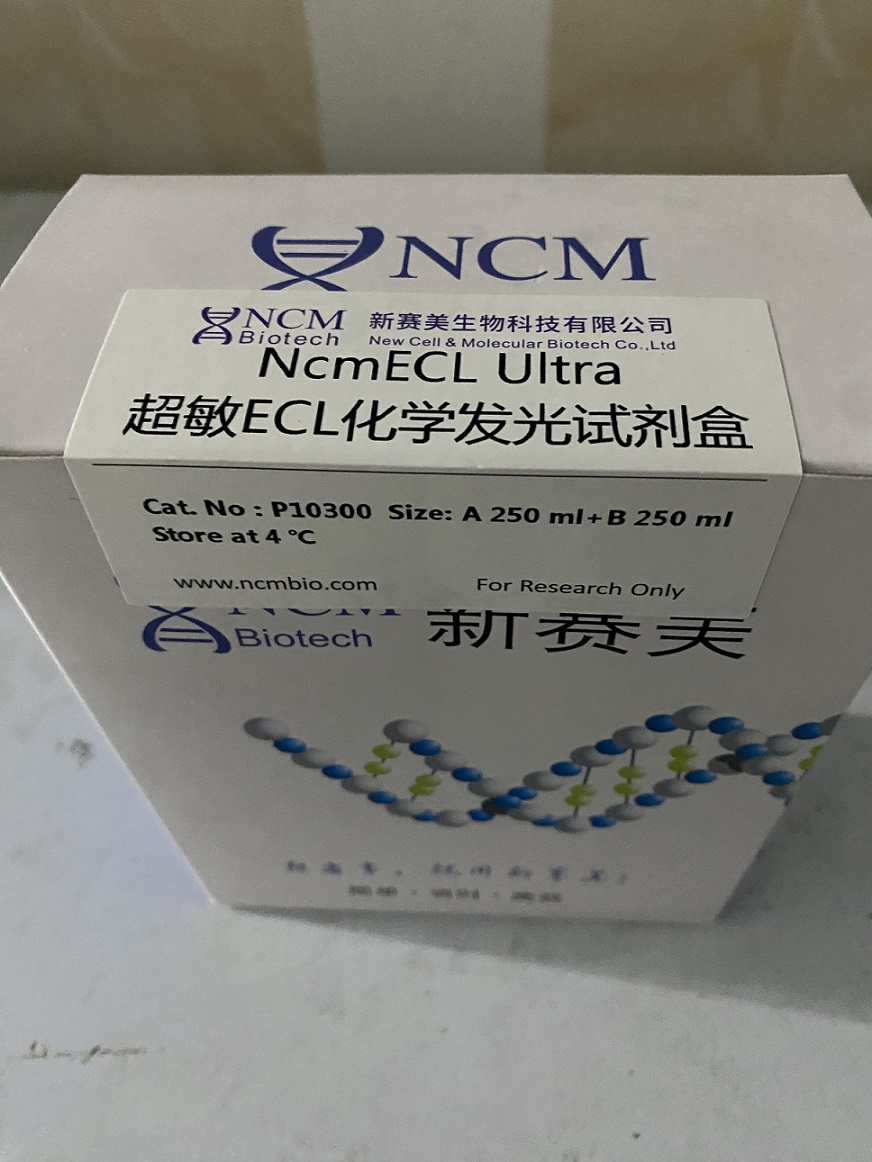 NCM
NCM 新赛美生物科技有限公司
Biotech New Cell & Molecular Biotech Co.,Ltd
NcmECL Ultra
超敏ECL化学发光试剂盒
Cat. No : P10300 Size: A 250 ml+B 250 ml
Store at 4 °C
www.ncmbio.com For Research Only
NCM
Biotech 新赛美